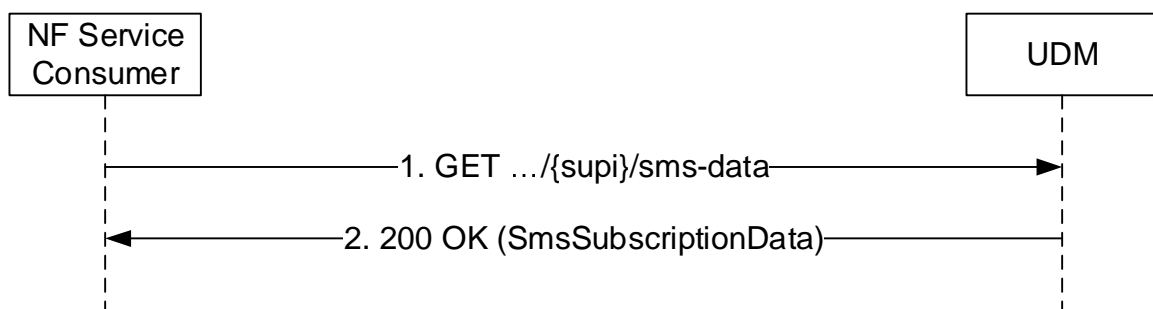 NF Service
Consumer
UDM
1. GET …/{supi}/sms-data
2. 200 OK (SmsSubscriptionData)